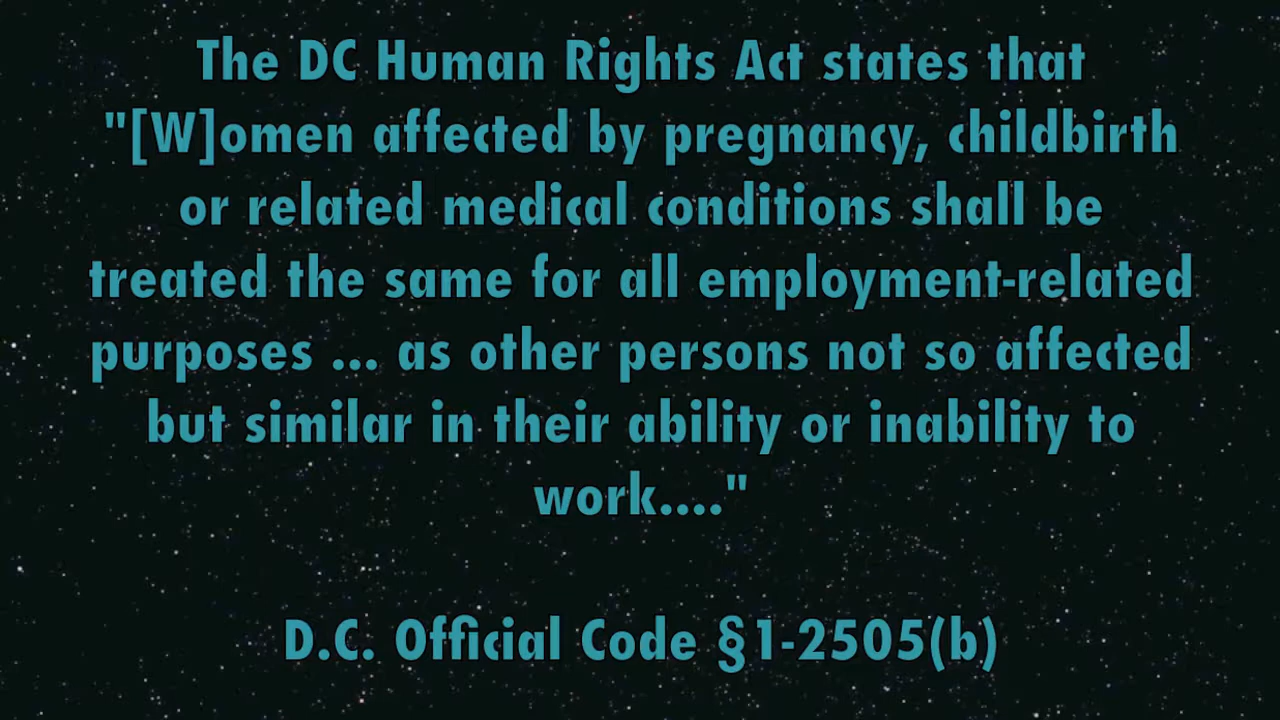 The DC Human Rights Act states that
"[W]omen affected by pregnancy, childbirth
or related medical conditions shall be
treated the same for all employment-related
purposes ... as other persons not so affected
but similar in their ability or inability to
work...."
D.C. Official Code §1-2505(b)